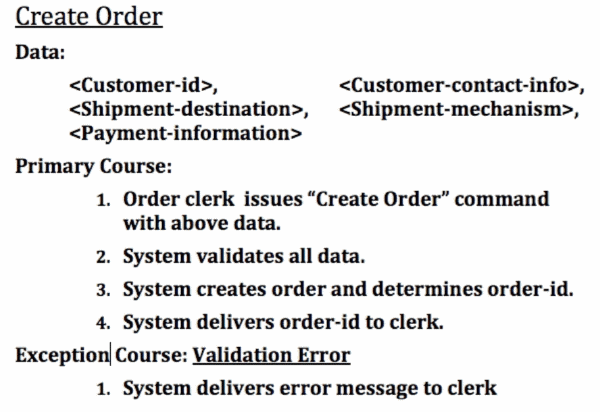 Create Order
Data:
<Customer-id>, <Customer-contact-info>,
<Shipment-destination>, <Shipment-mechanism>,
<Payment-information>
Primary Course:
1. Order clerk issues “Create Order” command
with above data.
2. System validates all data.
3. System creates order and determines order-id.
4. System delivers order-id to clerk.
Exception Course: Validation Error
1. System delivers error message to clerk